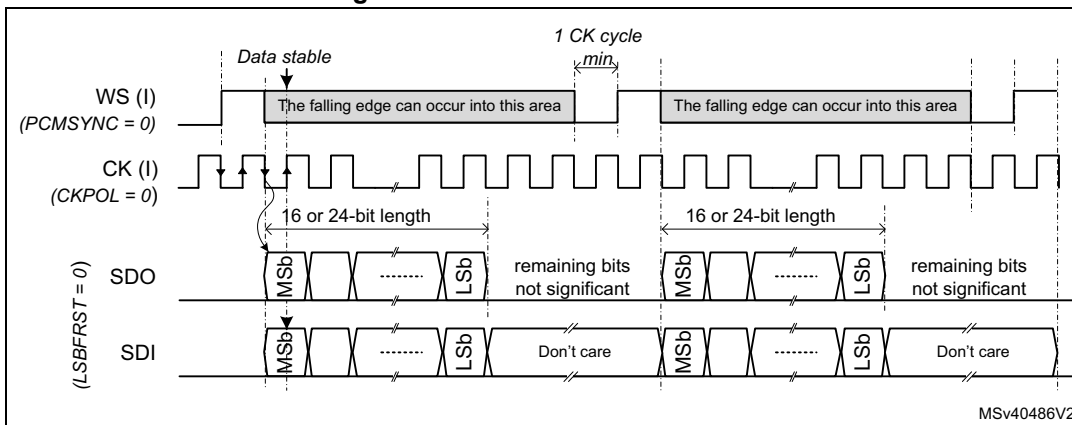 g
1 CK cycle
min
Data stable
WS (I)
(PCMSYNC = 0)
The falling edge can occur into this area
The falling edge can occur into this area
CK (I)
(CKPOL = 0)
16 or 24-bit length
16 or 24-bit length
(LSBFRST = 0)
SDO
MSb
LSb
remaining bits
not significant
MSb
LSb
remaining bits
not significant
SDI
MSb
LSb
Don't care
MSb
LSb
Don't care
MSv40486V2